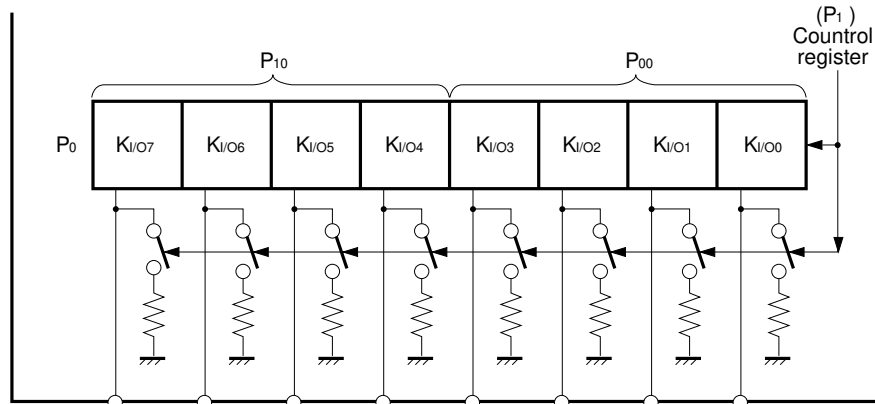 (P1)
Countrol
register
P10
P00
P0
KI/O7
KI/O6
KI/O5
KI/O4
KI/O3
KI/O2
KI/O1
KI/O0